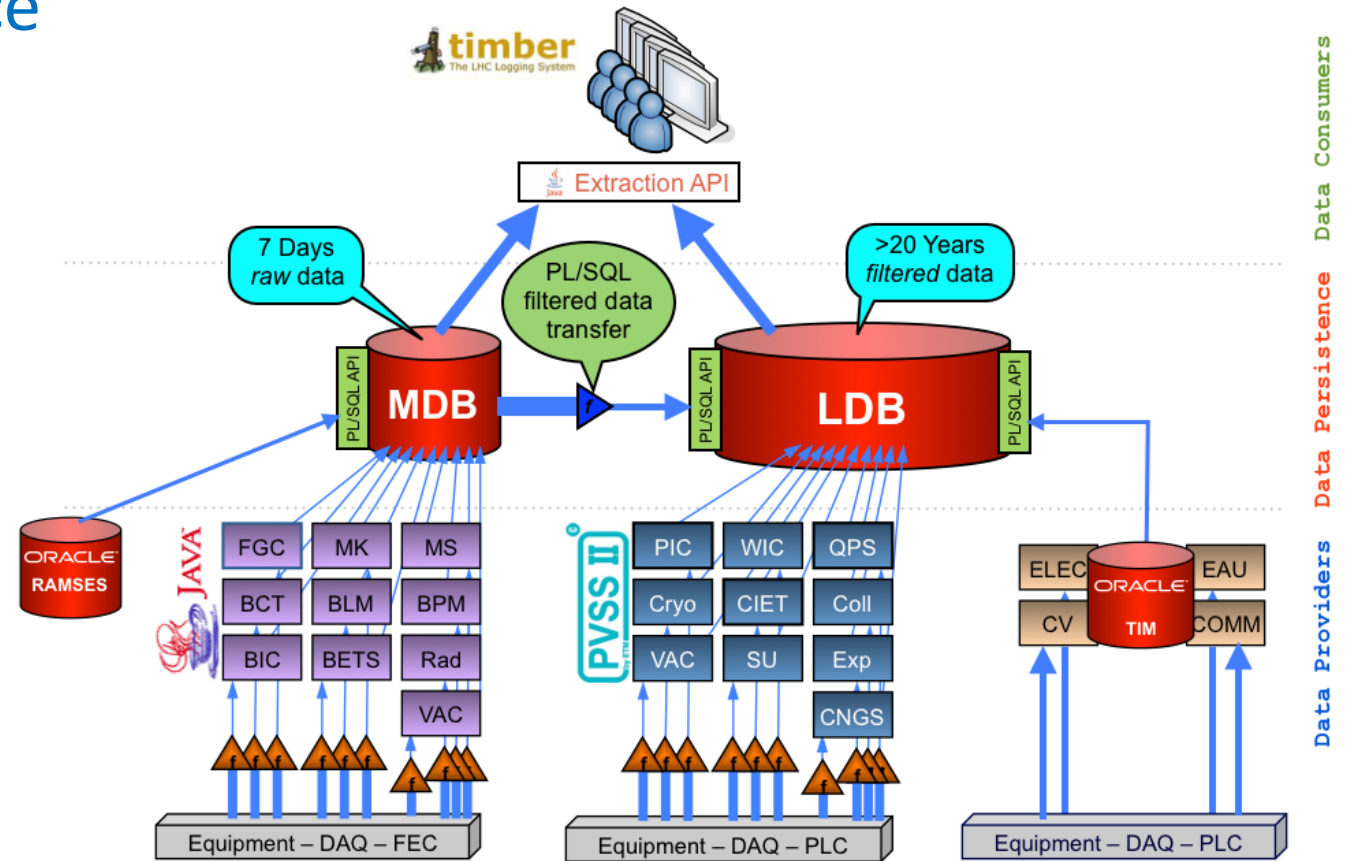 ce
timber
The LHC Logging System
Java
Extraction API
Data Consumers
7 Days
raw data
PL/SQL
filtered data
transfer
>20 Years
filtered data
Data Persistence
PL/SQL API
MDB
f
PL/SQL API
LDB
PL/SQL API
ORACLE
RAMSES
JAVA
FGC
MK
MS
BCT
BLM
BPM
BIC
BETS
Rad
VAC
f
f
f
f
f
f
f
PVSS II
by ETM
PIC
WIC
QPS
Cryo
CIET
Coll
VAC
SU
Exp
CNGS
f
f
f
f
f
f
f
ELEC
ORACLE
EAU
CV
TIM
COMM
Data Providers
Equipment – DAQ – FEC
Equipment – DAQ – PLC
Equipment – DAQ – PLC